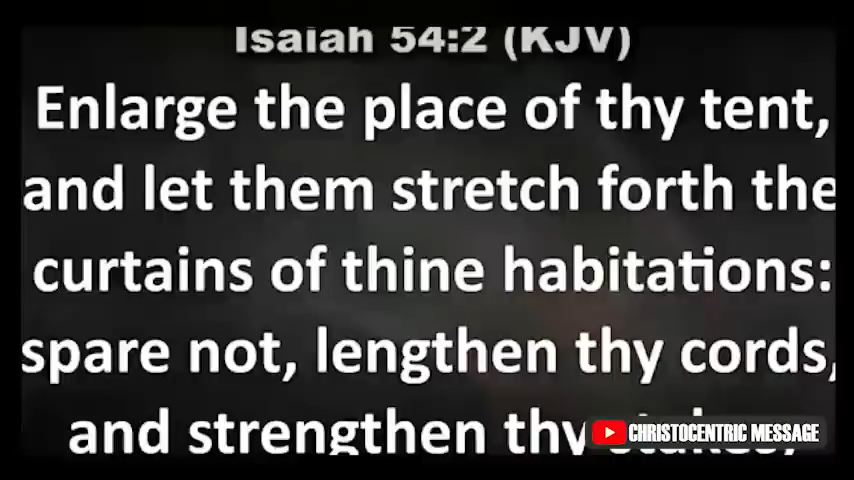 Isaiah 54:2 (KJV)
Enlarge the place of thy tent,
and let them stretch forth the
curtains of thine habitations:
spare not, lengthen thy cords,
and strengthen thy stakes;
CHRISTOCENTRIC MESSAGE